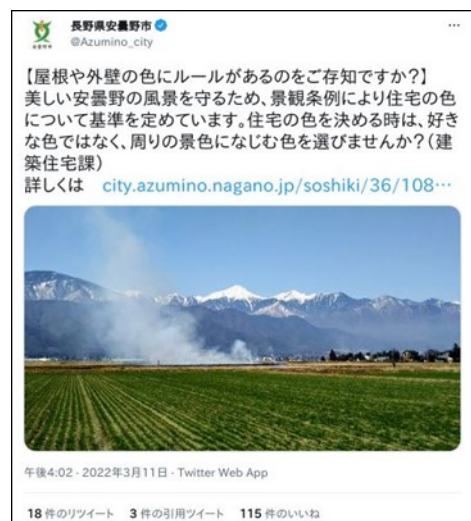 長野県安曇野市
@Azumino_city
【屋根や外壁の色にルールがあるのをご存知ですか?】
美しい安曇野の風景を守るため、景観条例により住宅の色
について基準を定めています。住宅の色を決める時は、好き
な色ではなく、周りの景色になじむ色を選びませんか?(建
築住宅課)
詳しくは city.azumino.nagano.jp/soshiki/36/108…
午後4:02 · 2022年3月11日 · Twitter Web App
18 件のリツイート 3 件の引用ツイート 115 件のいいね